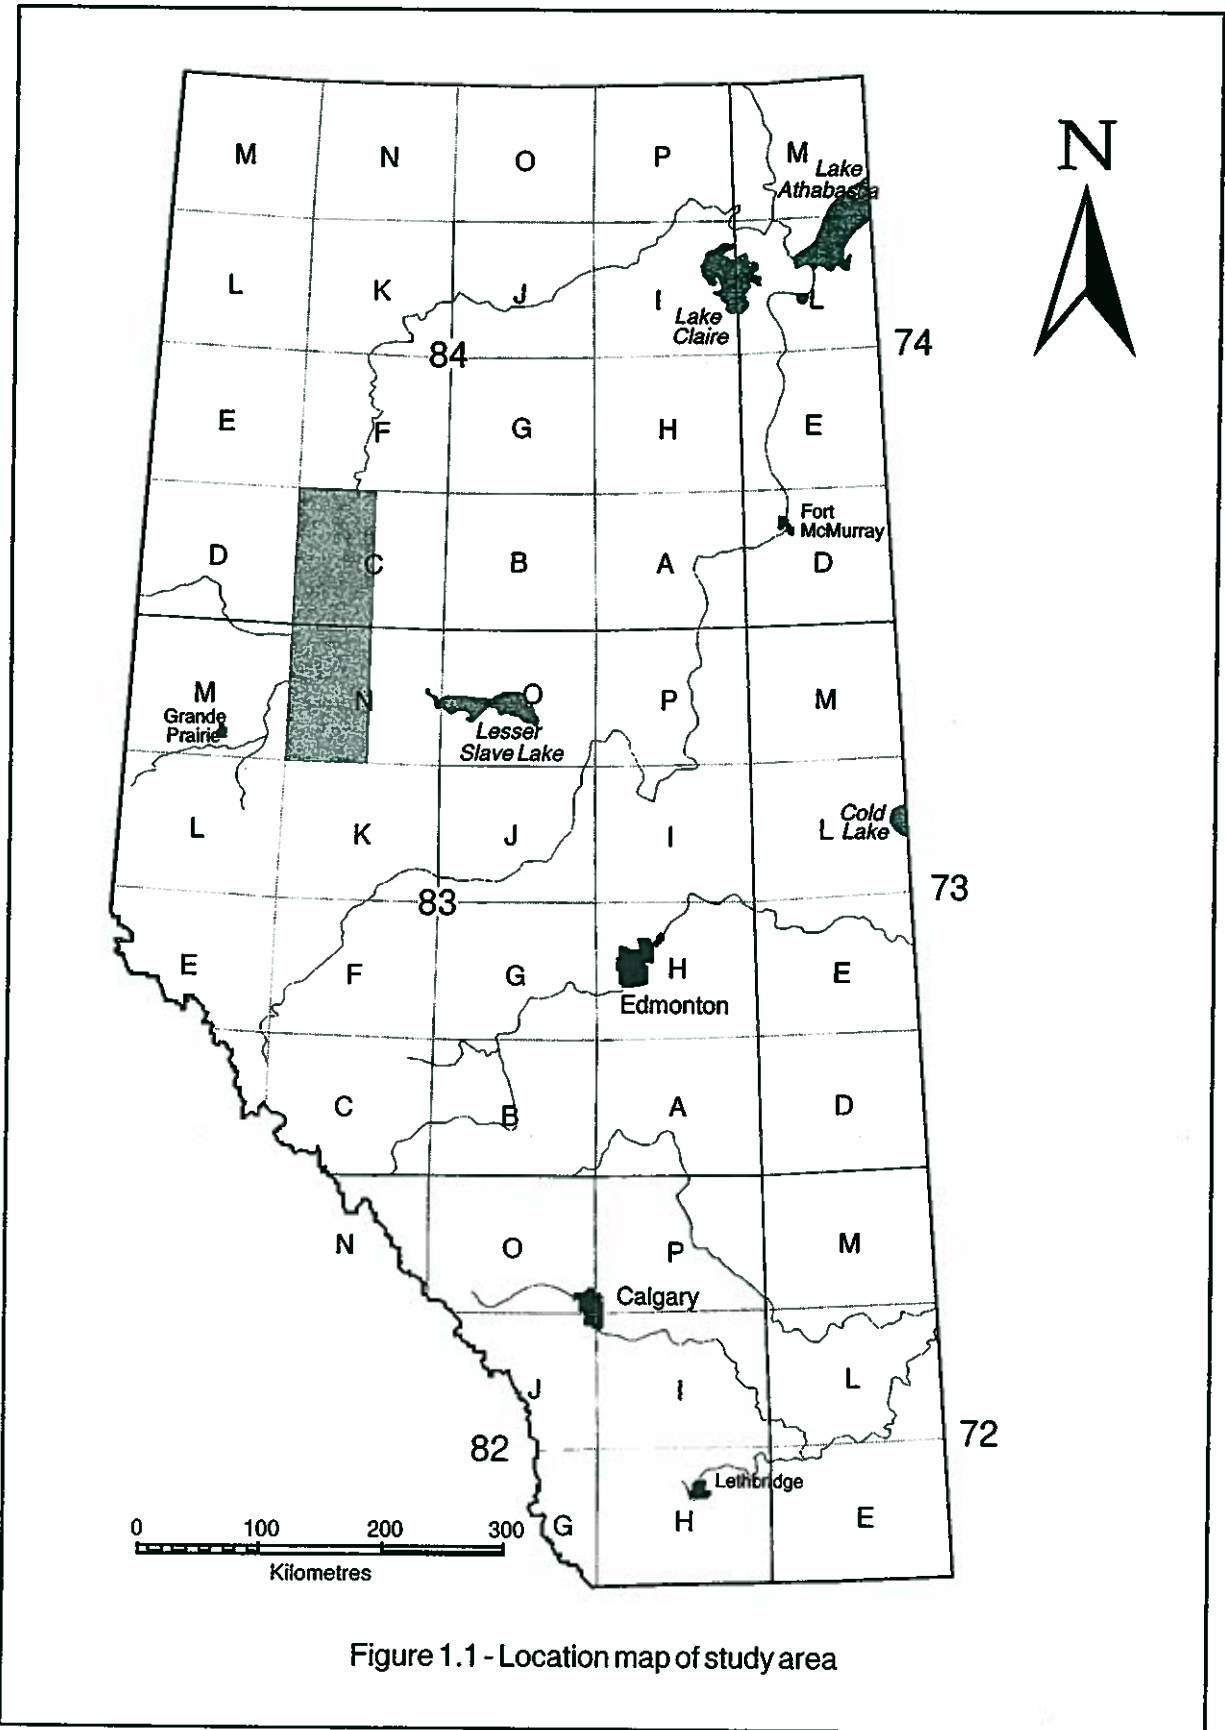 N
M N O P M
Lake
Athabasca
L K J I L
Lake
Claire
84
74
E F G H E
Fort
McMurray
D C B A D
M N O P M
Grande
Prairie
Lesser
Slave Lake
L K J I L
Cold
Lake
83
73
E F G H E
Edmonton
C B A D
N O P M
Calgary
J I L
82
72
Lethbridge
G H E
0 100 200 300
Kilometres
Figure 1.1 - Location map of study area